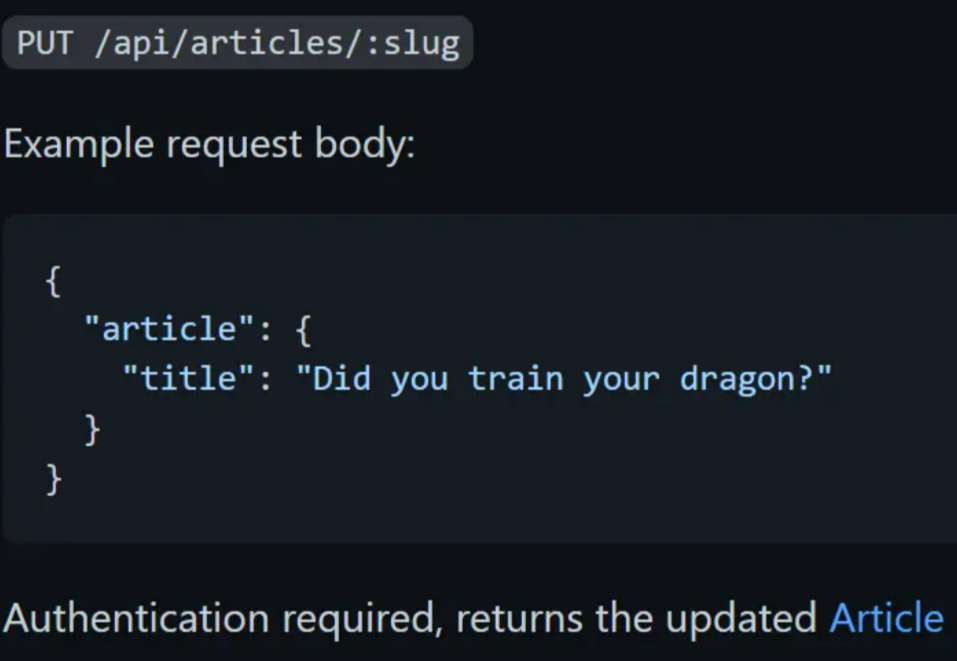 PUT /api/articles/:slug
Example request body:
{
"article": {
"title": "Did you train your dragon?"
}
}
Authentication required, returns the updated Article